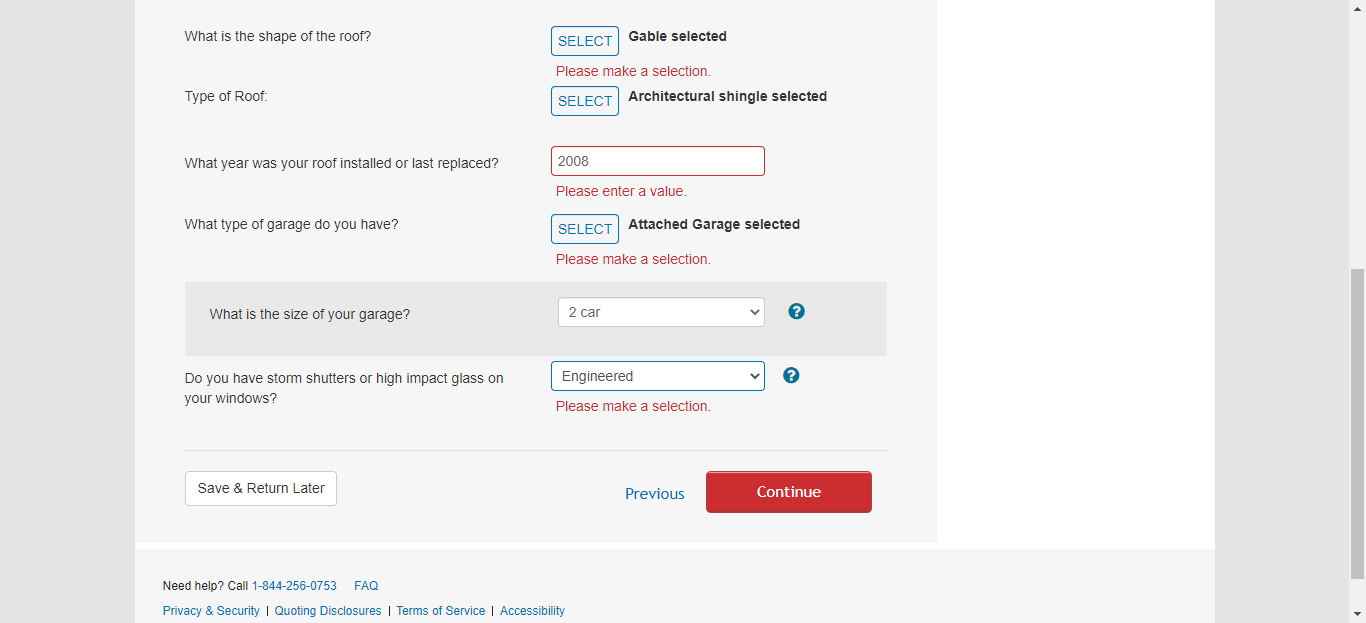 What is the shape of the roof?
SELECT Gable selected
Please make a selection.
Type of Roof:
SELECT Architectural shingle selected
What year was your roof installed or last replaced?
2008
Please enter a value.
What type of garage do you have?
SELECT Attached Garage selected
Please make a selection.
What is the size of your garage?
2 car
?
Do you have storm shutters or high impact glass on
your windows?
Engineered
?
Please make a selection.
Save & Return Later
Previous
Continue
Need help? Call 1-844-256-0753 FAQ
Privacy & Security | Quoting Disclosures | Terms of Service | Accessibility